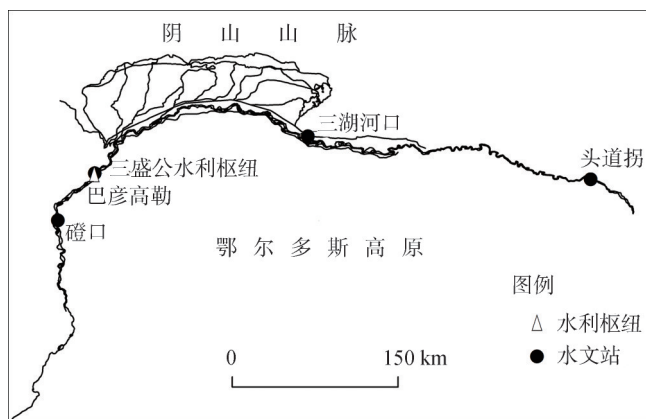 阴山山脉
三湖河口
头道拐
三盛公水利枢纽
巴彦高勒
磴口
鄂尔多斯高原
图例
水利枢纽
水文站
0 150 km